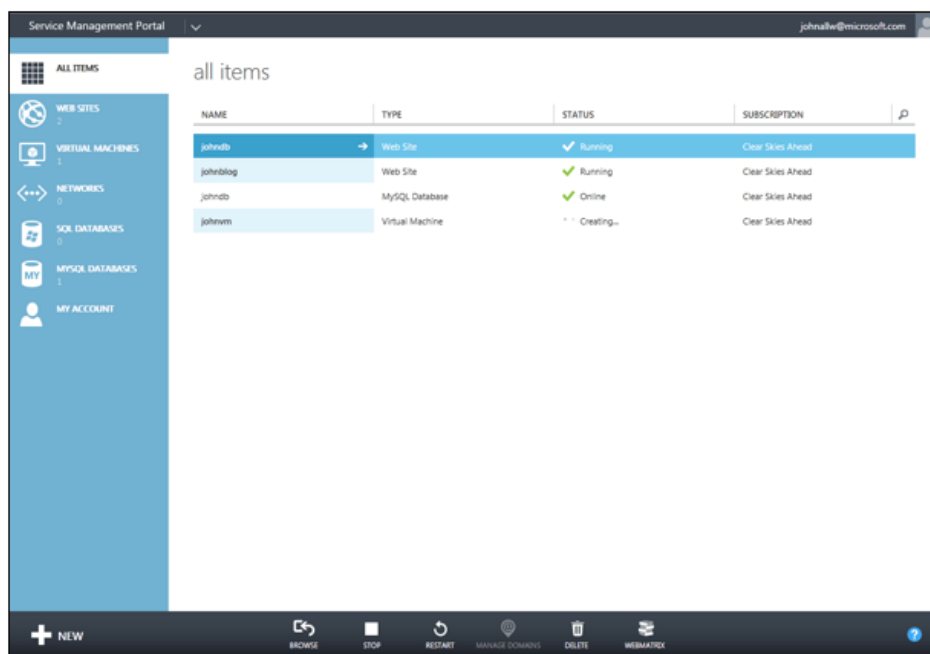 Service Management Portal
johnallw@microsoft.com
ALL ITEMS
WEB SITES
2
VIRTUAL MACHINES
1
NETWORKS
0
SQL DATABASES
0
MY
MYSQL DATABASES
1
MY ACCOUNT
all items
NAME TYPE STATUS SUBSCRIPTION
johndb Web Site Running Clear Skies Ahead
johnblog Web Site Running Clear Skies Ahead
johndb MySQL Database Online Clear Skies Ahead
johnvm Virtual Machine Creating... Clear Skies Ahead
NEW
BROWSE STOP RESTART MANAGE DOMAINS DELETE WEBMATRIX
?